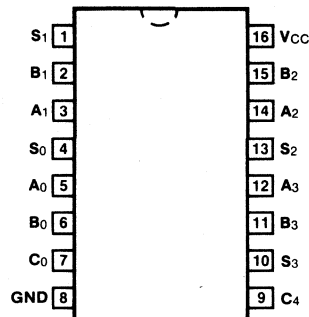 S1 1 16 VCC
B1 2 15 B2
A1 3 14 A2
S0 4 13 S2
A0 5 12 A3
B0 6 11 B3
C0 7 10 S3
GND 8 9 C4